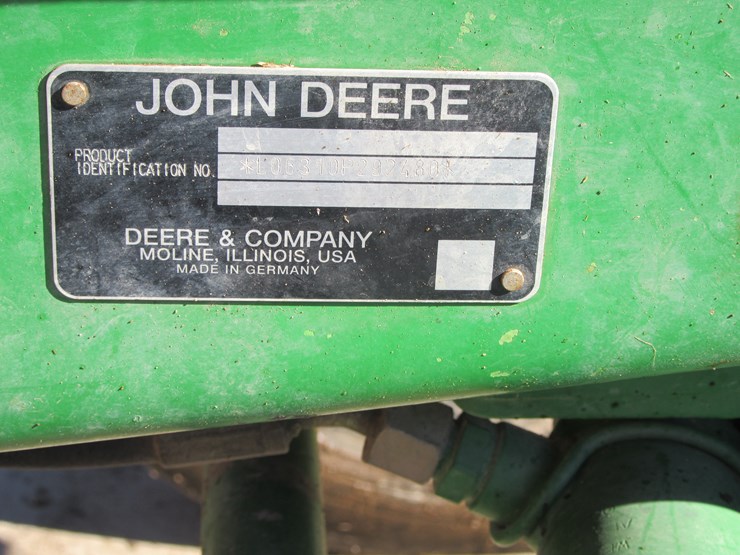 JOHN DEERE
PRODUCT
IDENTIFICATION NO.
DEERE & COMPANY
MOLINE, ILLINOIS, USA
MADE IN GERMANY